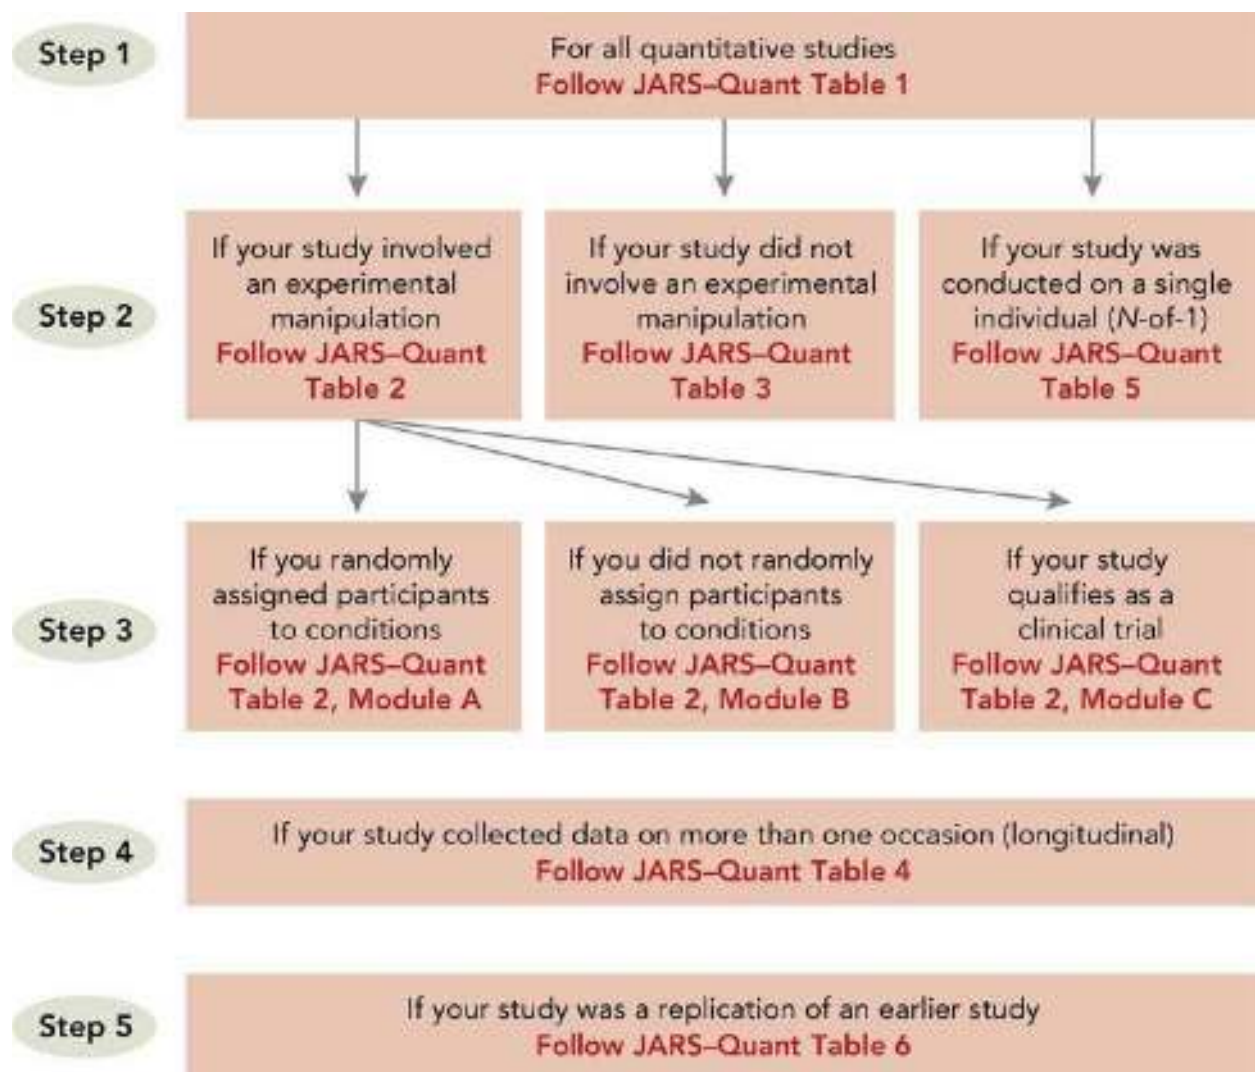 Step 1
For all quantitative studies
Follow JARS–Quant Table 1
Step 2
If your study involved
an experimental
manipulation
Follow JARS–Quant
Table 2
If your study did not
involve an experimental
manipulation
Follow JARS–Quant
Table 3
If your study was
conducted on a single
individual (N-of-1)
Follow JARS–Quant
Table 5
Step 3
If you randomly
assigned participants
to conditions
Follow JARS–Quant
Table 2, Module A
If you did not randomly
assign participants
to conditions
Follow JARS–Quant
Table 2, Module B
If your study
qualifies as a
clinical trial
Follow JARS–Quant
Table 2, Module C
Step 4
If your study collected data on more than one occasion (longitudinal)
Follow JARS–Quant Table 4
Step 5
If your study was a replication of an earlier study
Follow JARS–Quant Table 6